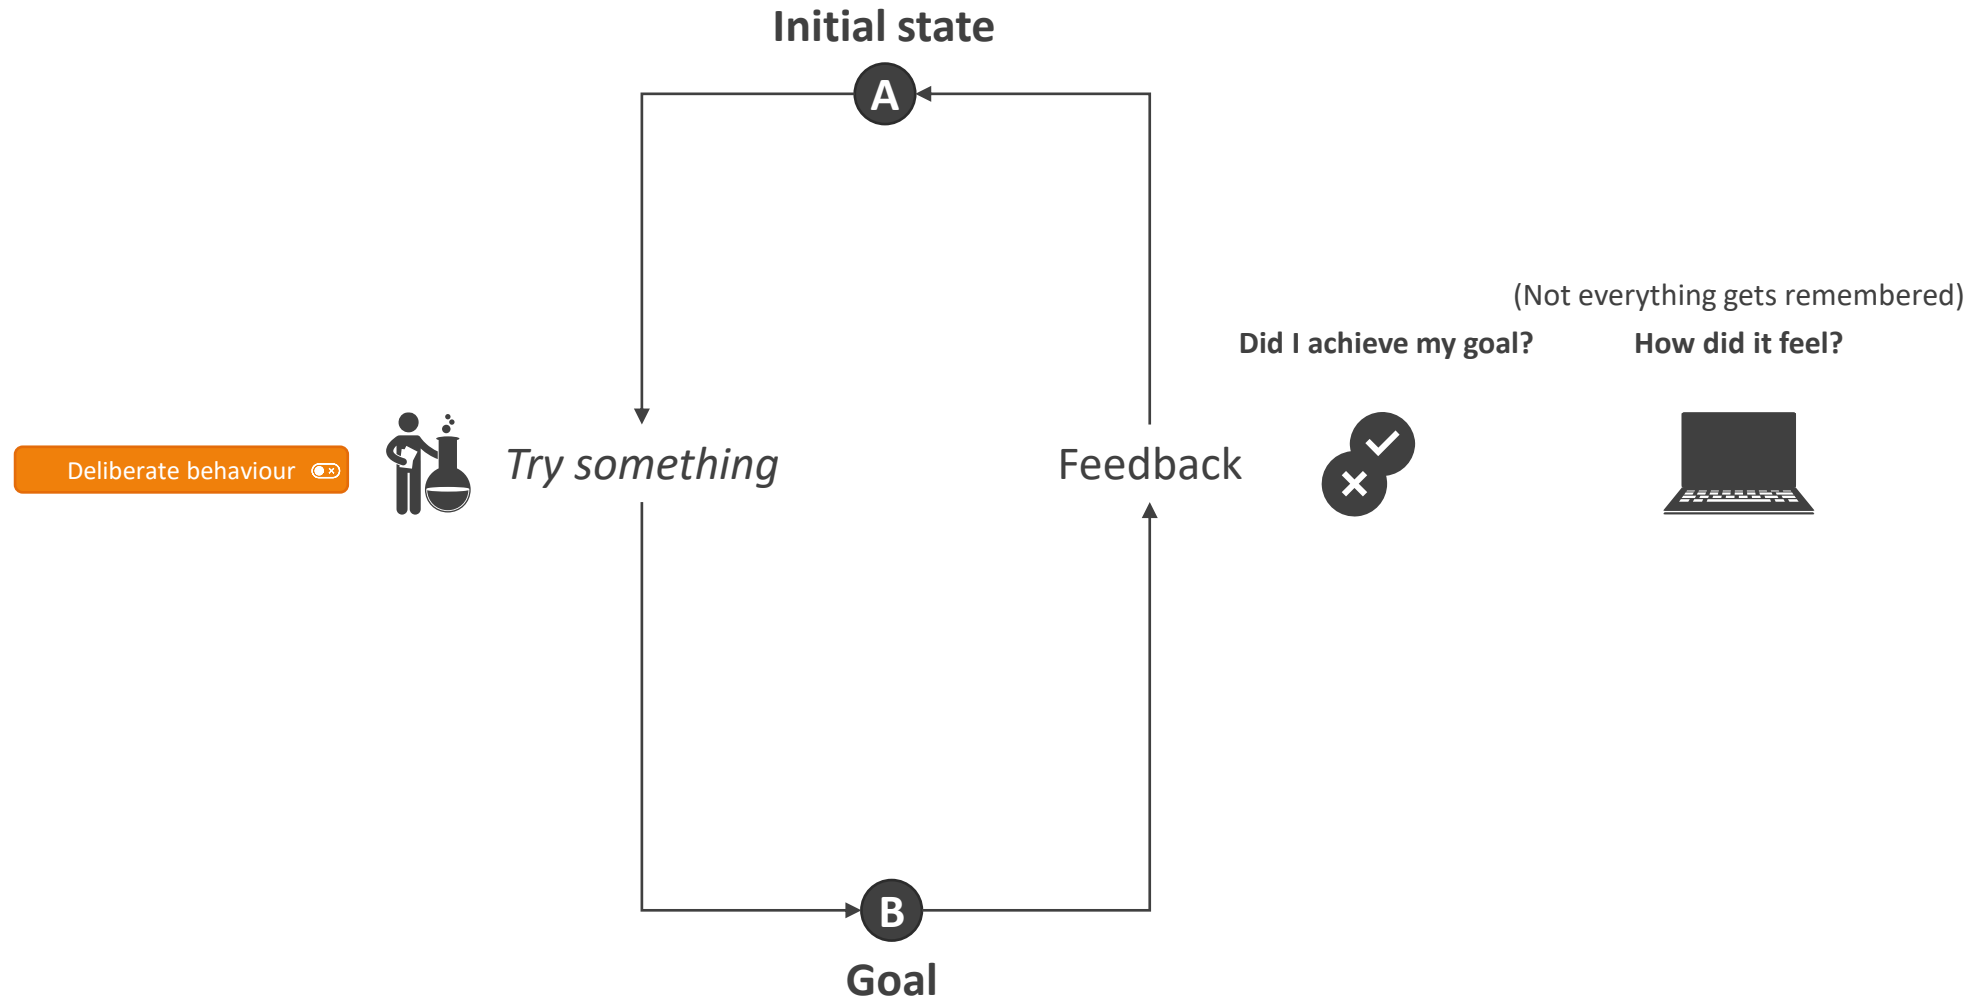 Initial state
A
(Not everything gets remembered)
Did I achieve my goal?
How did it feel?
Deliberate behaviour
Try something
Feedback
B
Goal